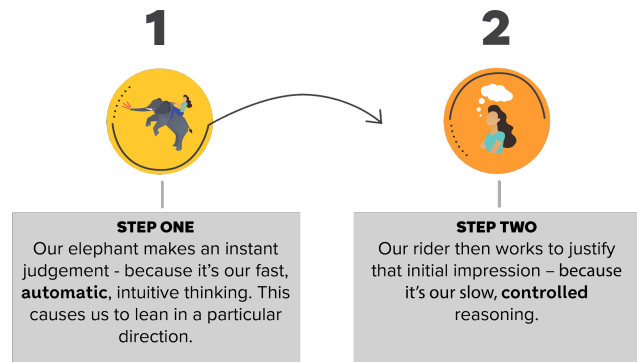 1
2
STEP ONE
Our elephant makes an instant
judgement - because it's our fast,
automatic, intuitive thinking. This
causes us to lean in a particular
direction.
STEP TWO
Our rider then works to justify
that initial impression – because
it's our slow, controlled
reasoning.